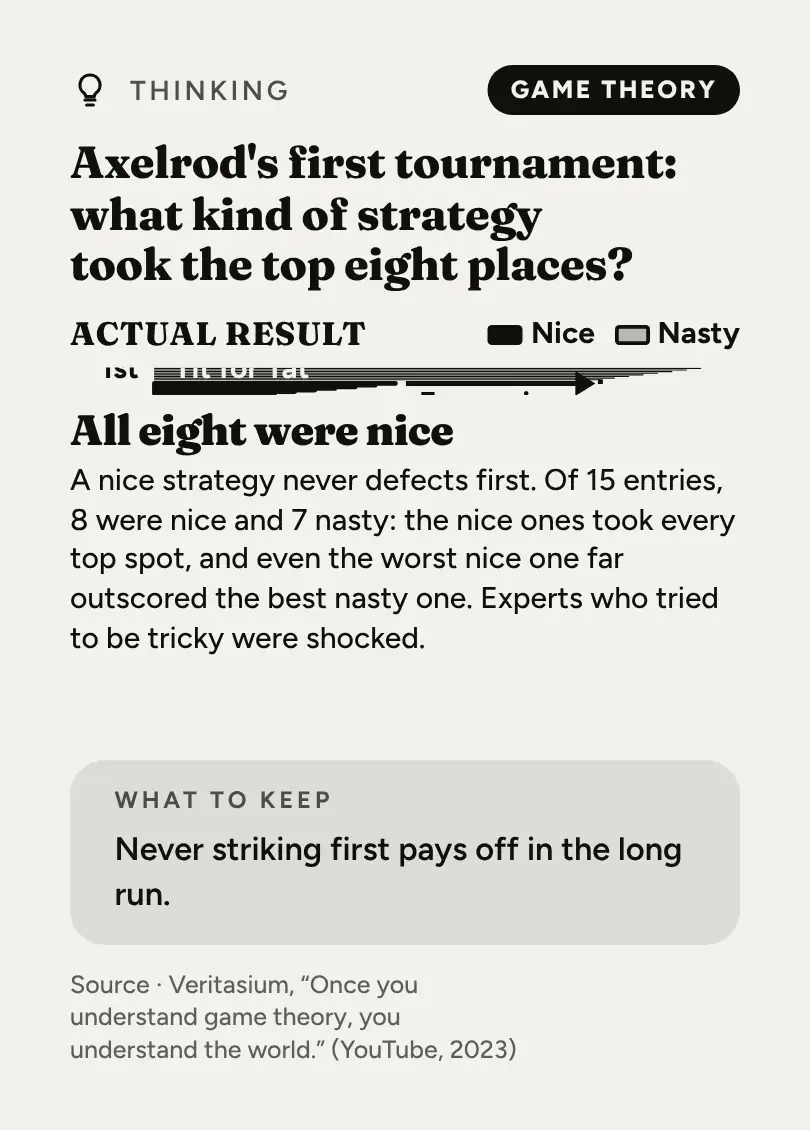 THINKING
GAME THEORY
Axelrod's first tournament:
what kind of strategy
took the top eight places?
ACTUAL RESULT
Nice
Nasty
1st
Tit for Tat
All eight were nice
A nice strategy never defects first. Of 15 entries,
8 were nice and 7 nasty: the nice ones took every
top spot, and even the worst nice one far
outscored the best nasty one. Experts who tried
to be tricky were shocked.
WHAT TO KEEP
Never striking first pays off in the long
run.
Source · Veritasium, “Once you
understand game theory, you
understand the world.” (YouTube, 2023)